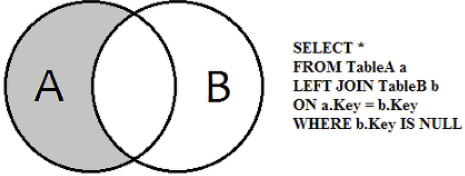 A
B
SELECT *
FROM TableA a
LEFT JOIN TableB b
ON a.Key = b.Key
WHERE b.Key IS NULL